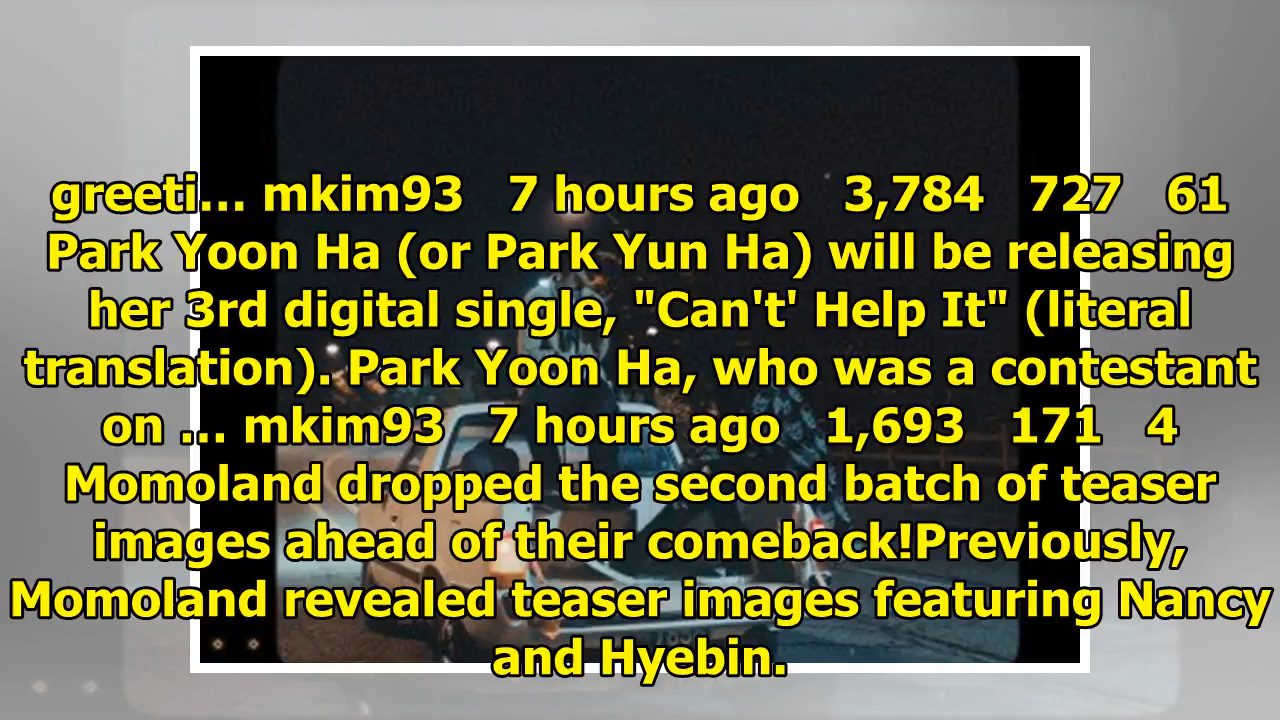 greeti... mkim93 7 hours ago 3,784 727 61
Park Yoon Ha (or Park Yun Ha) will be releasing
her 3rd digital single, "Can't' Help It" (literal
translation). Park Yoon Ha, who was a contestant
on ... mkim93 7 hours ago 1,693 171 4
Momoland dropped the second batch of teaser
images ahead of their comeback!Previously,
Momoland revealed teaser images featuring Nancy
and Hyebin.